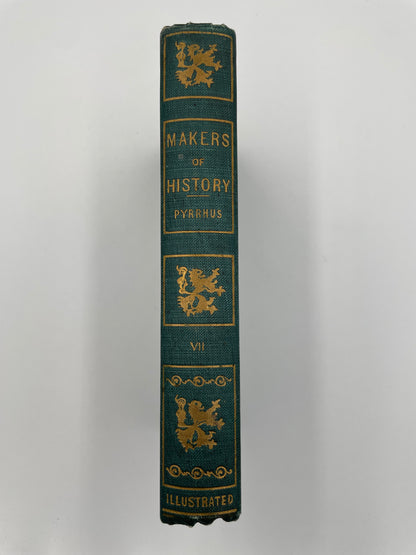 MAKERS
OF
HISTORY
PYRRHUS
VII
ILLUSTRATED